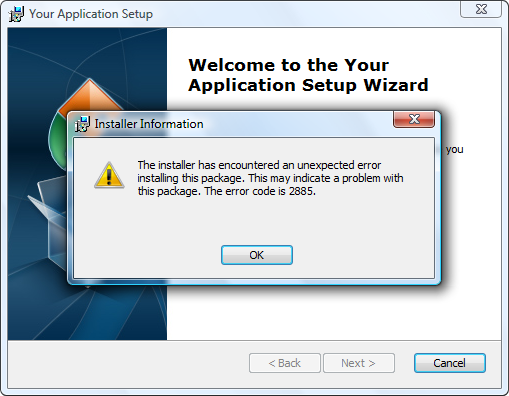 Your Application Setup
Welcome to the Your
Application Setup Wizard
Installer Information
you
The installer has encountered an unexpected error
installing this package. This may indicate a problem with
this package. The error code is 2885.
OK
< Back
Next >
Cancel